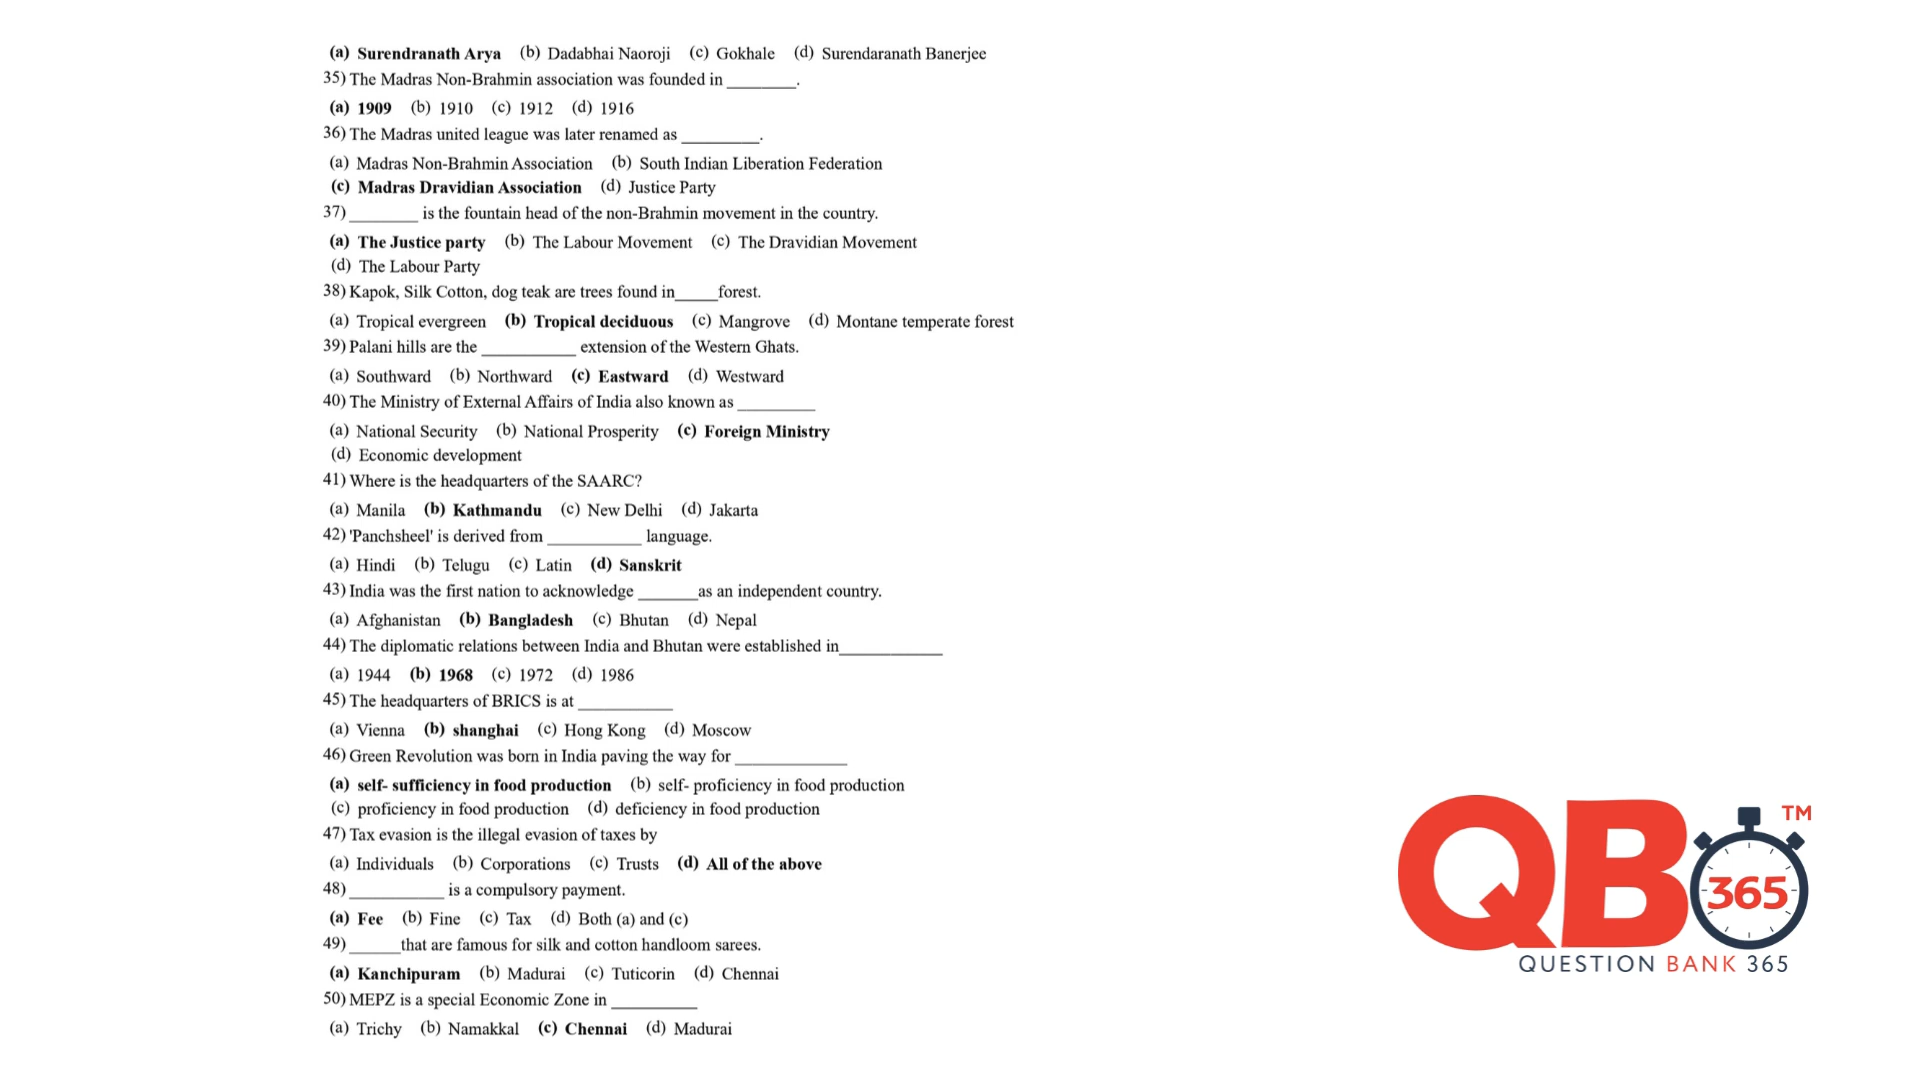 (a) Surendranath Arya (b) Dadabhai Naoroji (c) Gokhale (d) Surendaranath Banerjee
35) The Madras Non-Brahmin association was founded in ________.
(a) 1909 (b) 1910 (c) 1912 (d) 1916
36) The Madras united league was later renamed as _________.
(a) Madras Non-Brahmin Association (b) South Indian Liberation Federation
(c) Madras Dravidian Association (d) Justice Party
37) ________ is the fountain head of the non-Brahmin movement in the country.
(a) The Justice party (b) The Labour Movement (c) The Dravidian Movement
(d) The Labour Party
38) Kapok, Silk Cotton, dog teak are trees found in_____forest.
(a) Tropical evergreen (b) Tropical deciduous (c) Mangrove (d) Montane temperate forest
39) Palani hills are the ___________ extension of the Western Ghats.
(a) Southward (b) Northward (c) Eastward (d) Westward
40) The Ministry of External Affairs of India also known as _________
(a) National Security (b) National Prosperity (c) Foreign Ministry
(d) Economic development
41) Where is the headquarters of the SAARC?
(a) Manila (b) Kathmandu (c) New Delhi (d) Jakarta
42) 'Panchsheel' is derived from ___________ language.
(a) Hindi (b) Telugu (c) Latin (d) Sanskrit
43) India was the first nation to acknowledge _______as an independent country.
(a) Afghanistan (b) Bangladesh (c) Bhutan (d) Nepal
44) The diplomatic relations between India and Bhutan were established in____________
(a) 1944 (b) 1968 (c) 1972 (d) 1986
45) The headquarters of BRICS is at ___________
(a) Vienna (b) shanghai (c) Hong Kong (d) Moscow
46) Green Revolution was born in India paving the way for _____________
(a) self- sufficiency in food production (b) self- proficiency in food production
(c) proficiency in food production (d) deficiency in food production
47) Tax evasion is the illegal evasion of taxes by
(a) Individuals (b) Corporations (c) Trusts (d) All of the above
48) ___________ is a compulsory payment.
(a) Fee (b) Fine (c) Tax (d) Both (a) and (c)
49) ______that are famous for silk and cotton handloom sarees.
(a) Kanchipuram (b) Madurai (c) Tuticorin (d) Chennai
50) MEPZ is a special Economic Zone in __________
(a) Trichy (b) Namakkal (c) Chennai (d) Madurai
QB 365 TM
QUESTION BANK 365